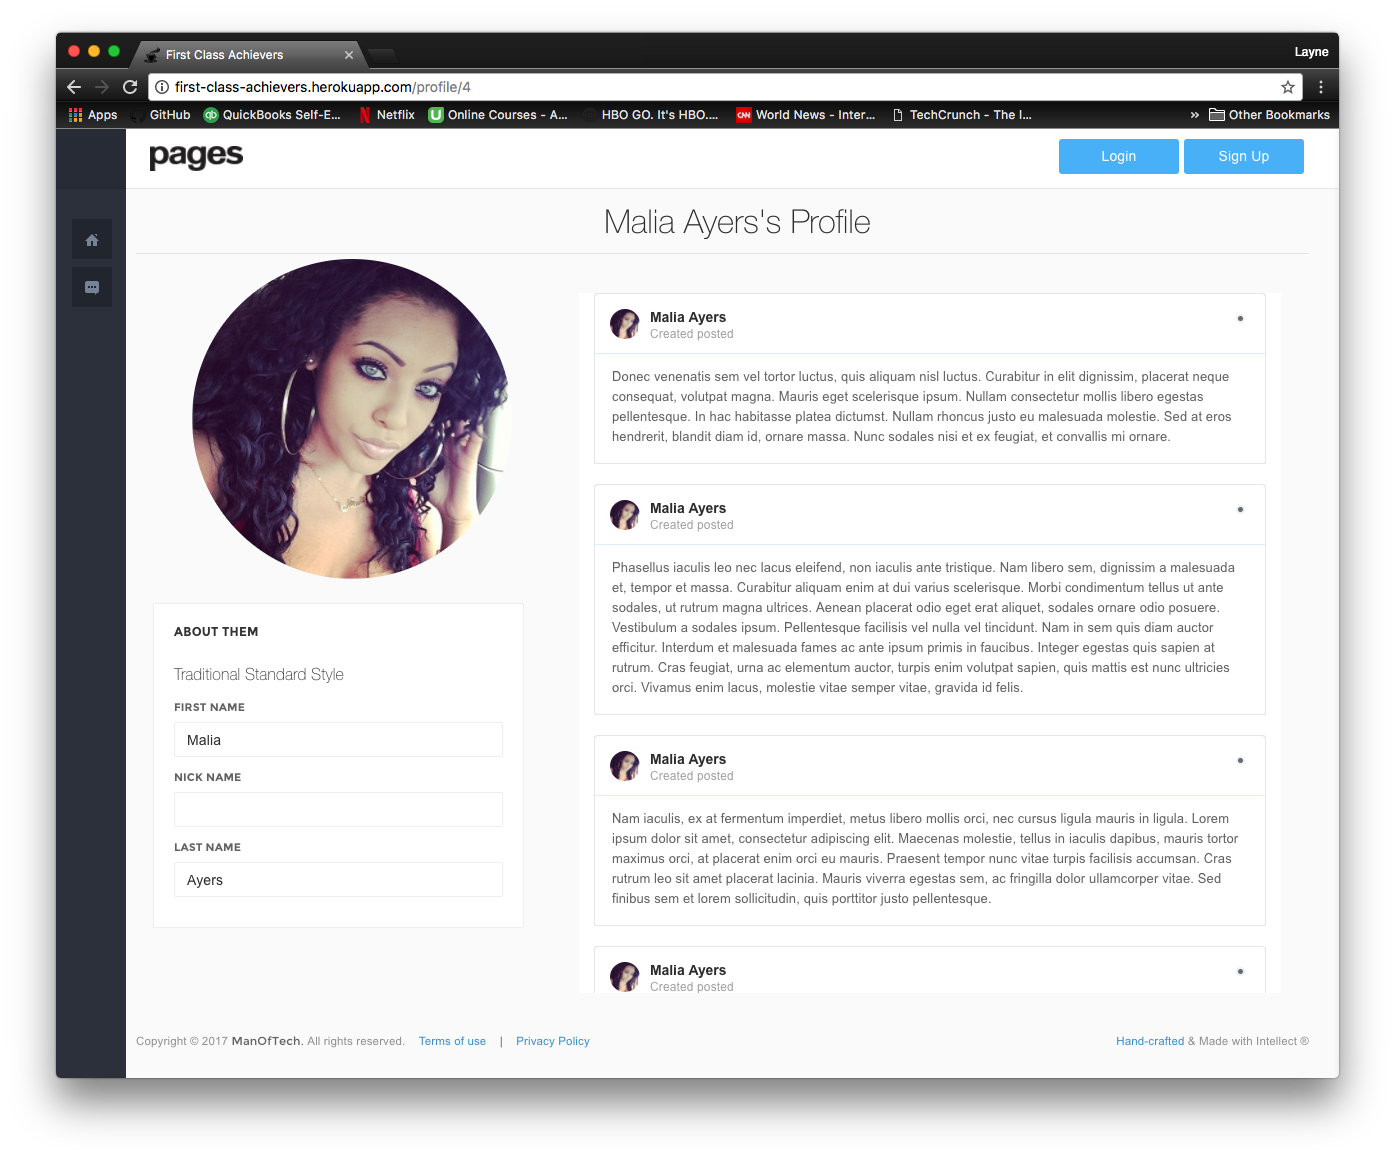 First Class Achievers
Layne
first-class-achievers.herokuapp.com/profile/4
Apps GitHub QuickBooks Self-E... Netflix Online Courses - A... HBO GO. It's HBO.... World News - Inter... TechCrunch - The I... » Other Bookmarks
pages
Login Sign Up
Malia Ayers's Profile
ABOUT THEM
Traditional Standard Style
FIRST NAME
Malia
NICK NAME
LAST NAME
Ayers
Malia Ayers
Created posted
Donec venenatis sem vel tortor luctus, quis aliquam nisl luctus. Curabitur in elit dignissim, placerat neque
consequat, volutpat magna. Mauris eget scelerisque ipsum. Nullam consectetur mollis libero egestas
pellentesque. In hac habitasse platea dictumst. Nullam rhoncus justo eu malesuada molestie. Sed at eros
hendrerit, blandit diam id, ornare massa. Nunc sodales nisi et ex feugiat, et convallis mi ornare.
Malia Ayers
Created posted
Phasellus iaculis leo nec lacus eleifend, non iaculis ante tristique. Nam libero sem, dignissim a malesuada
et, tempor et massa. Curabitur aliquam enim at dui varius scelerisque. Morbi condimentum tellus ut ante
sodales, ut rutrum magna ultrices. Aenean placerat odio eget erat aliquet, sodales ornare odio posuere.
Vestibulum a sodales ipsum. Pellentesque facilisis vel nulla vel tincidunt. Nam in sem quis diam auctor
efficitur. Interdum et malesuada fames ac ante ipsum primis in faucibus. Integer egestas quis sapien at
rutrum. Cras feugiat, urna ac elementum auctor, turpis enim volutpat sapien, quis mattis est nunc ultricies
orci. Vivamus enim lacus, molestie vitae semper vitae, gravida id felis.
Malia Ayers
Created posted
Nam iaculis, ex at fermentum imperdiet, metus libero mollis orci, nec cursus ligula mauris in ligula. Lorem
ipsum dolor sit amet, consectetur adipiscing elit. Maecenas molestie, tellus in iaculis dapibus, mauris tortor
maximus orci, at placerat enim orci eu mauris. Praesent tempor nunc vitae turpis facilisis accumsan. Cras
rutrum leo sit amet placerat lacinia. Mauris viverra egestas sem, ac fringilla dolor ullamcorper vitae. Sed
finibus sem et lorem sollicitudin, quis porttitor justo pellentesque.
Malia Ayers
Created posted
Copyright © 2017 ManOfTech. All rights reserved. Terms of use | Privacy Policy
Hand-crafted & Made with Intellect ®